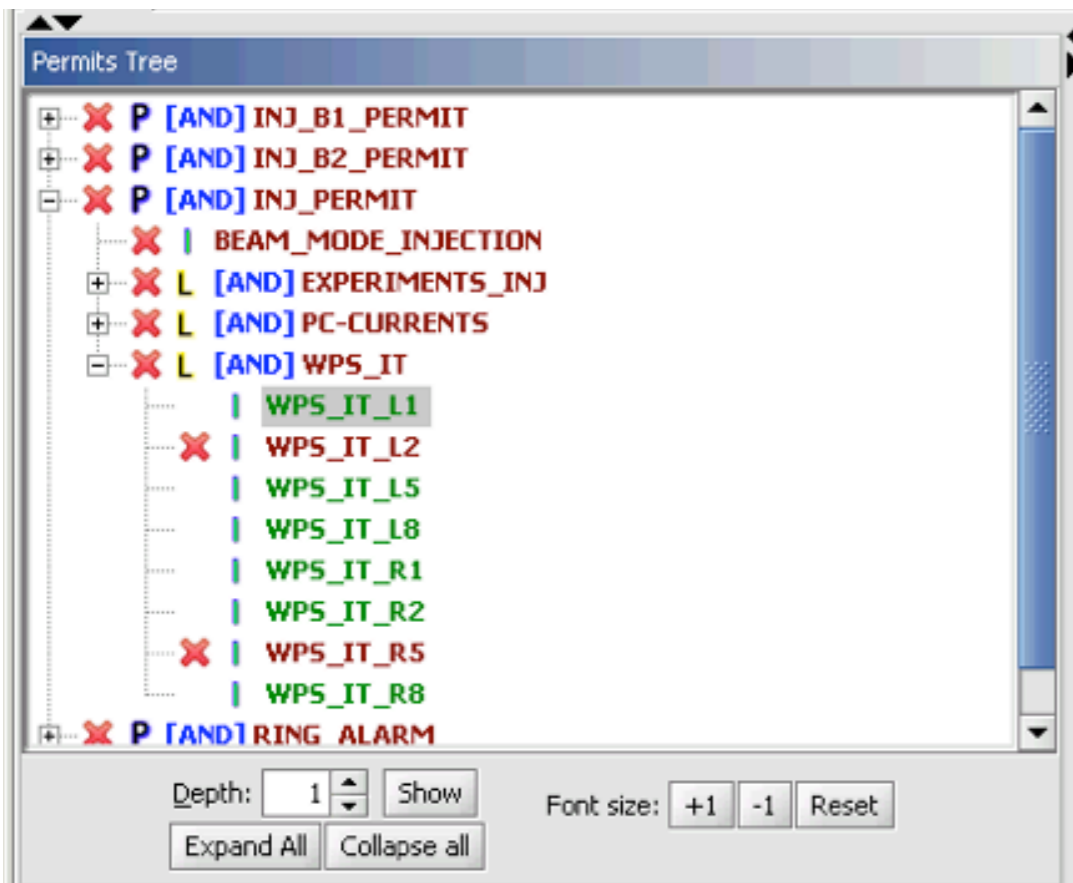 Permits Tree
P [AND] INJ_B1_PERMIT
P [AND] INJ_B2_PERMIT
P [AND] INJ_PERMIT
BEAM_MODE_INJECTION
L [AND] EXPERIMENTS_INJ
L [AND] PC-CURRENTS
L [AND] WPS_IT
WPS_IT_L1
WPS_IT_L2
WPS_IT_L5
WPS_IT_L8
WPS_IT_R1
WPS_IT_R2
WPS_IT_R5
WPS_IT_R8
P [AND] RING_ALARM
Depth: 1 Show Font size: +1 -1 Reset
Expand All Collapse all